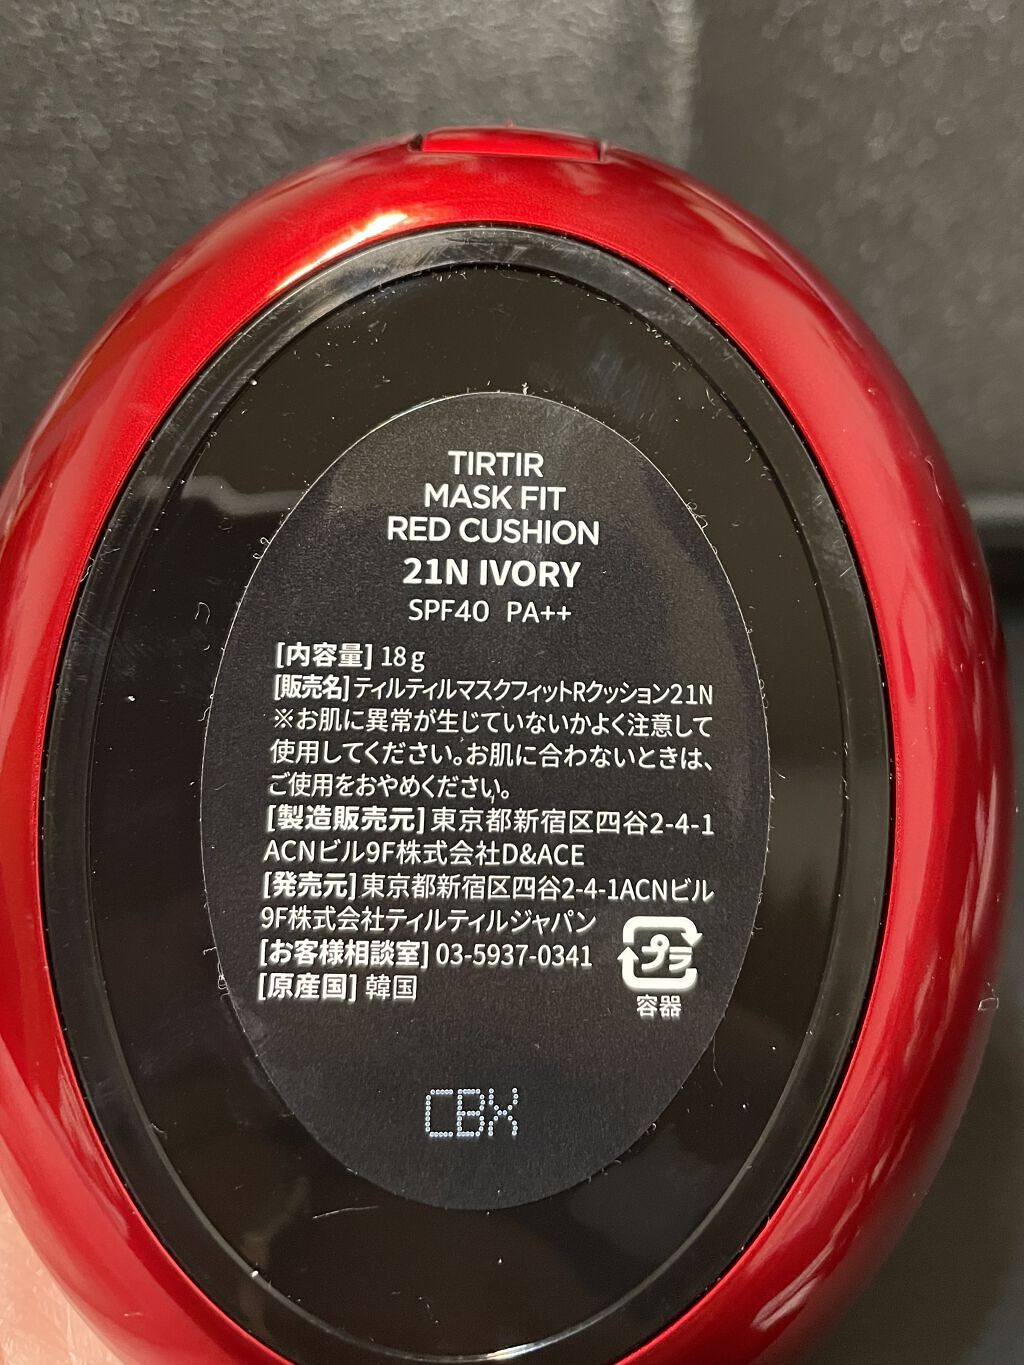 TIRTIR
MASK FIT
RED CUSHION
21N IVORY
SPF40 PA++
[内容量] 18g
[販売名]ティルティルマスクフィットRクッション21N
※お肌に異常が生じていないかよく注意して
使用してください。お肌に合わないときは、
ご使用をおやめください。
[製造販売元]東京都新宿区四谷2-4-1
ACNビル9F株式会社D&ACE
[発売元]東京都新宿区四谷2-4-1ACNビル
9F株式会社ティルティルジャパン
[お客様相談室] 03-5937-0341
[原産国] 韓国
プラ
容器
CBX